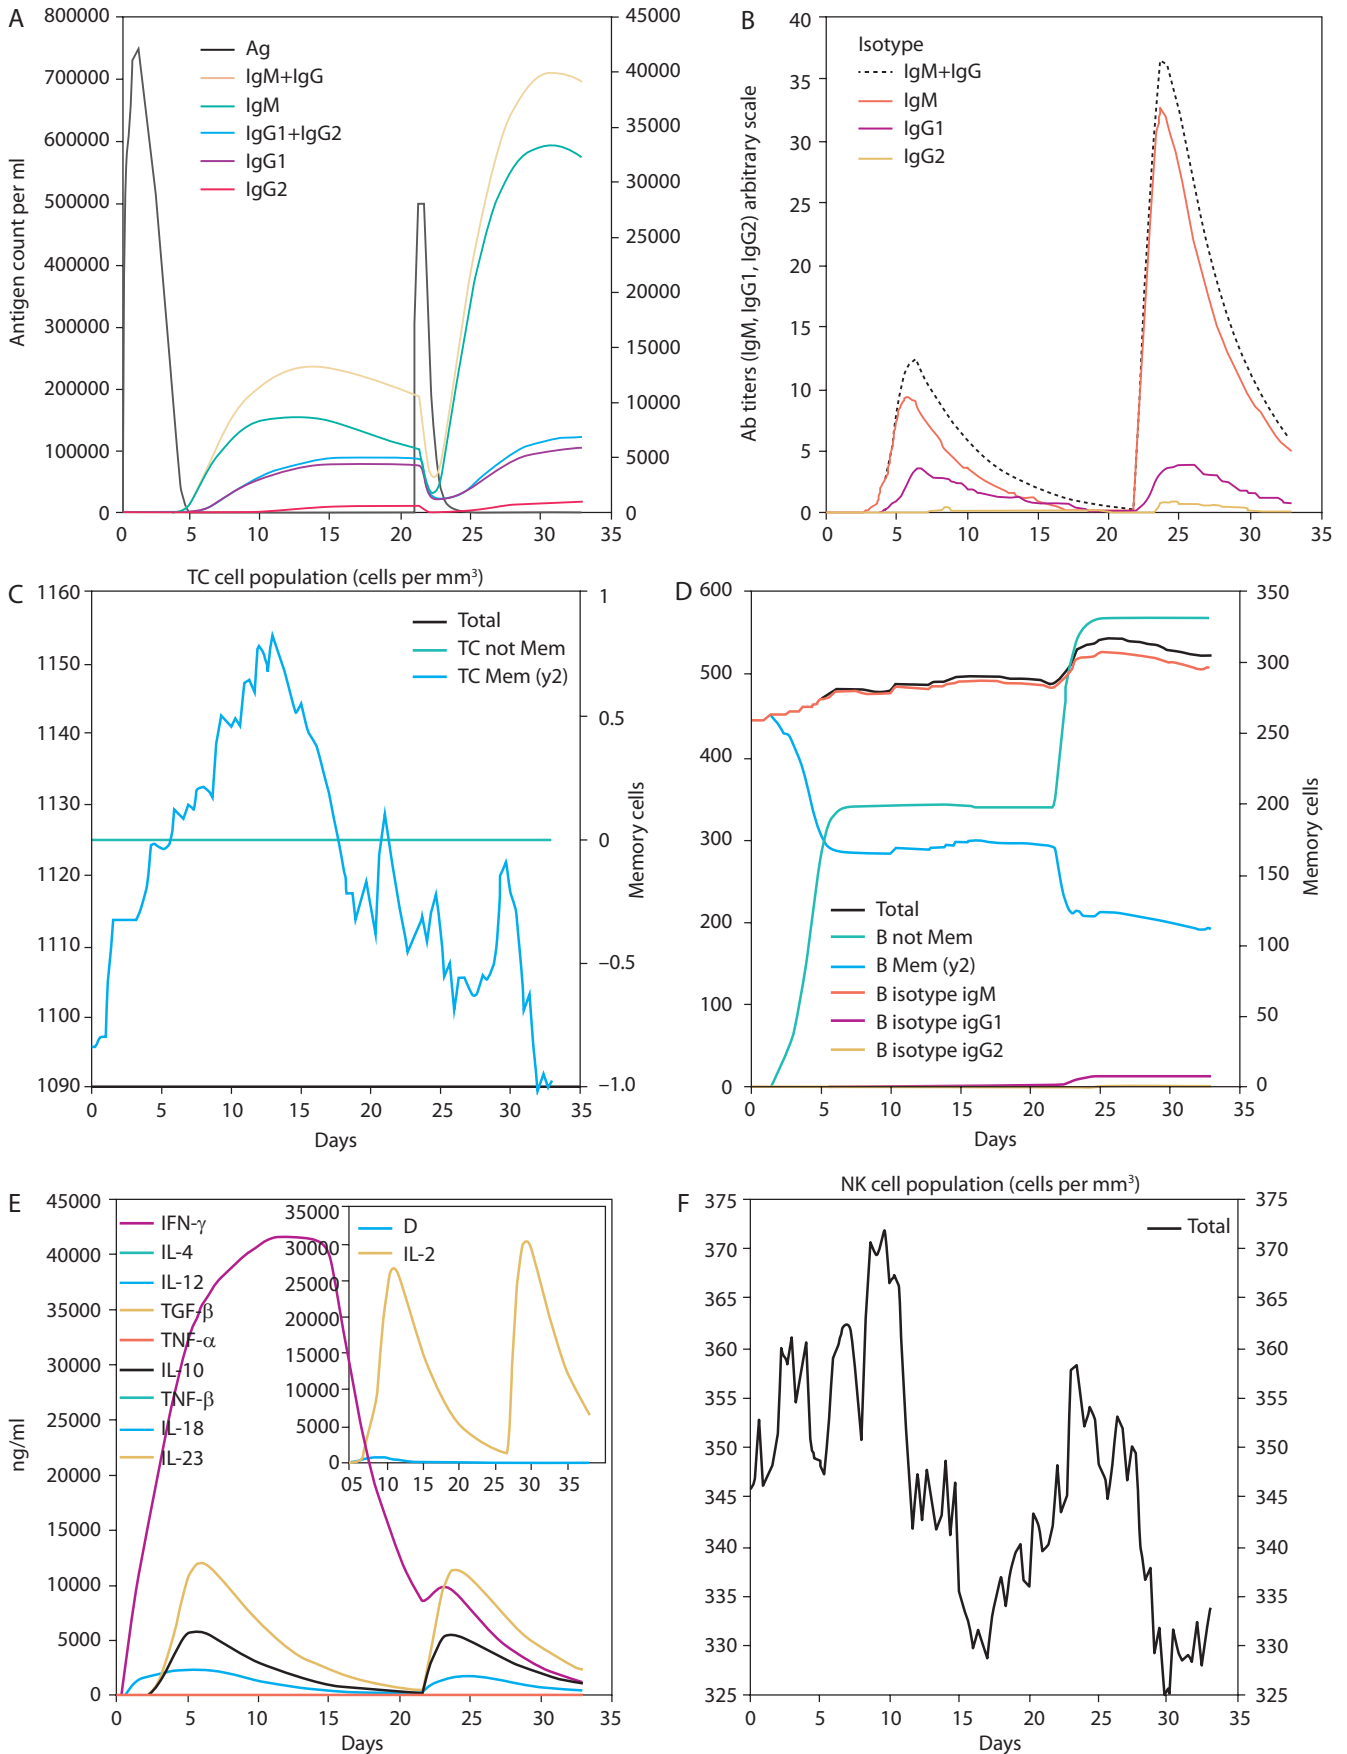 A
800000
700000
600000
500000
400000
300000
200000
100000
0
Antigen count per ml
45000
40000
35000
30000
25000
20000
15000
10000
5000
0
Ag
IgM+IgG
IgM
IgG1+IgG2
IgG1
IgG2
0 5 10 15 20 25 30 35
B
40
35
30
25
20
15
10
5
0
Ab titers (IgM, IgG1, IgG2) arbitrary scale
Isotype
IgM+IgG
IgM
IgG1
IgG2
0 5 10 15 20 25 30 35
C
TC cell population (cells per mm³)
1160
1150
1140
1130
1120
1110
1100
1090
1
0.5
0
−0.5
−1.0
Memory cells
Total
TC not Mem
TC Mem (y2)
0 5 10 15 20 25 30 35
Days
D
600
500
400
300
200
100
0
350
300
250
200
150
100
50
0
Memory cells
Total
B not Mem
B Mem (y2)
B isotype igM
B isotype igG1
B isotype igG2
0 5 10 15 20 25 30 35
Days
E
45000
40000
35000
30000
25000
20000
15000
10000
5000
0
ng/ml
IFN-γ
IL-4
IL-12
TGF-β
TNF-α
IL-10
TNF-β
IL-18
IL-23
35000
30000
25000
20000
15000
10000
5000
0
D
IL-2
05 10 15 20 25 30 35
0 5 10 15 20 25 30 35
Days
F
NK cell population (cells per mm³)
375
370
365
360
355
350
345
340
335
330
325
375
370
365
360
355
350
345
340
335
330
325
Total
0 5 10 15 20 25 30 35
Days